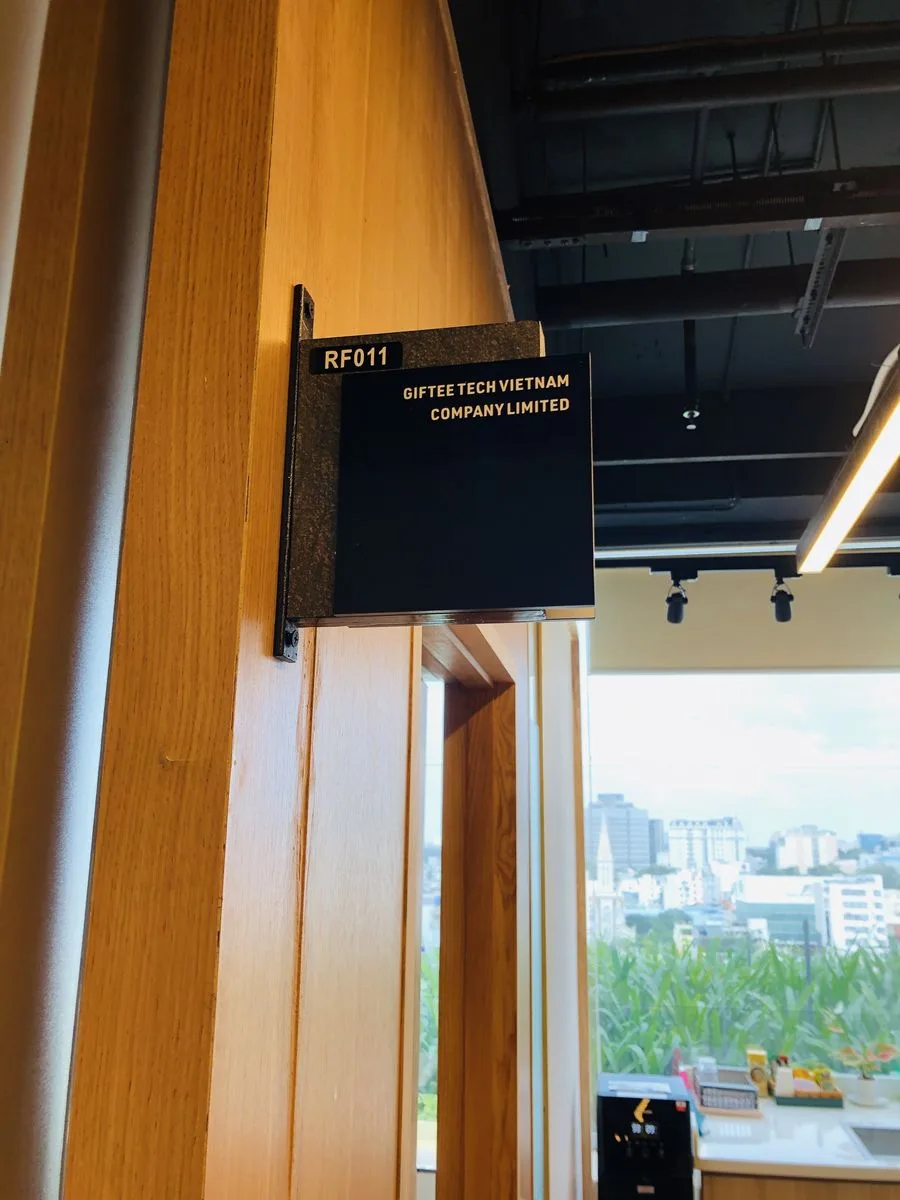 RF011
GIFTEE TECH VIETNAM
COMPANY LIMITED